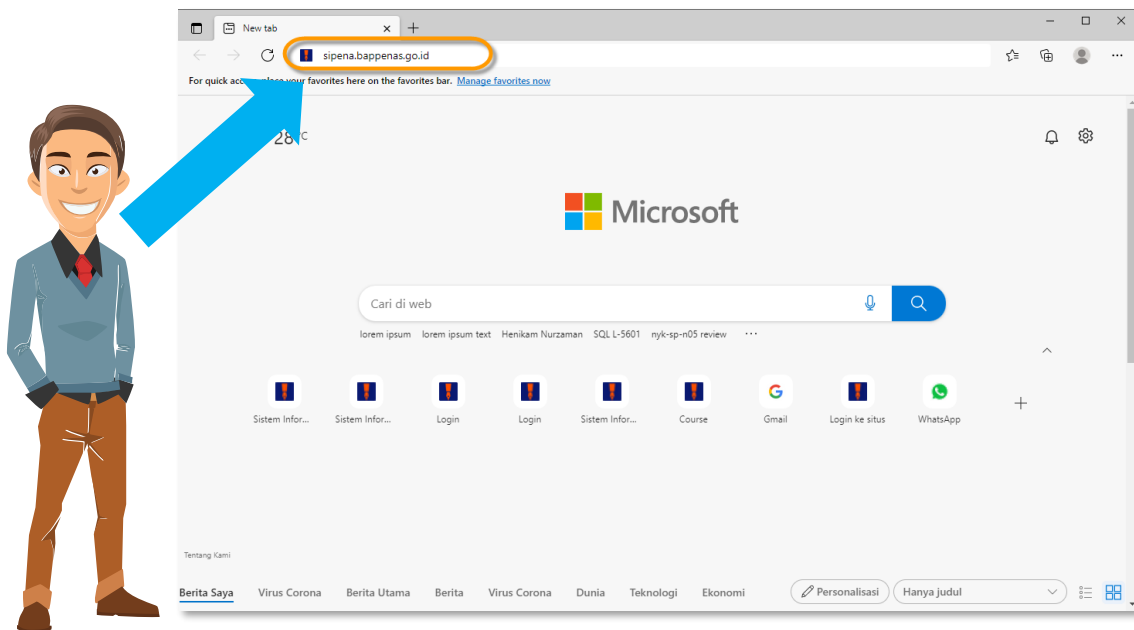 New tab
sipena.bappenas.go.id
For quick acc place your favorites here on the favorites bar. Manage favorites now
28 °C
Microsoft
Cari di web
lorem ipsum lorem ipsum text Henikam Nurzaman SQL L-5601 nyk-sp-n05 review ...
Sistem Infor... Sistem Infor... Login Login Sistem Infor... Course Gmail Login ke situs WhatsApp
Tentang Kami
Berita Saya Virus Corona Berita Utama Berita Virus Corona Dunia Teknologi Ekonomi Personalisasi Hanya judul